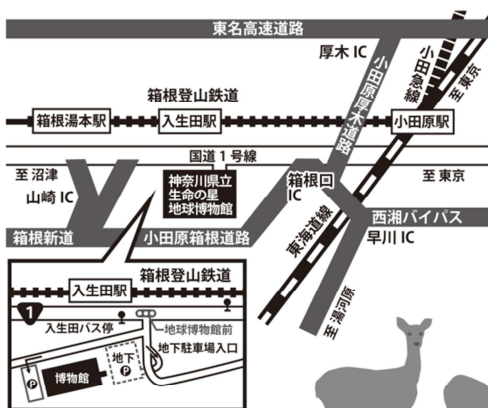 東名高速道路
厚木 IC
小田原厚木道路
小田急線
至東京
箱根登山鉄道
箱根湯本駅
入生田駅
小田原駅
国道1号線
至 沼津
山崎 IC
神奈川県立
生命の星
地球博物館
箱根口
IC
至 東京
箱根新道
小田原箱根道路
東海道線
西湘バイパス
早川 IC
至湯河原
箱根登山鉄道
入生田駅
1
入生田バス停
地球博物館前
地下駐車場入口
P
博物館
地下
P